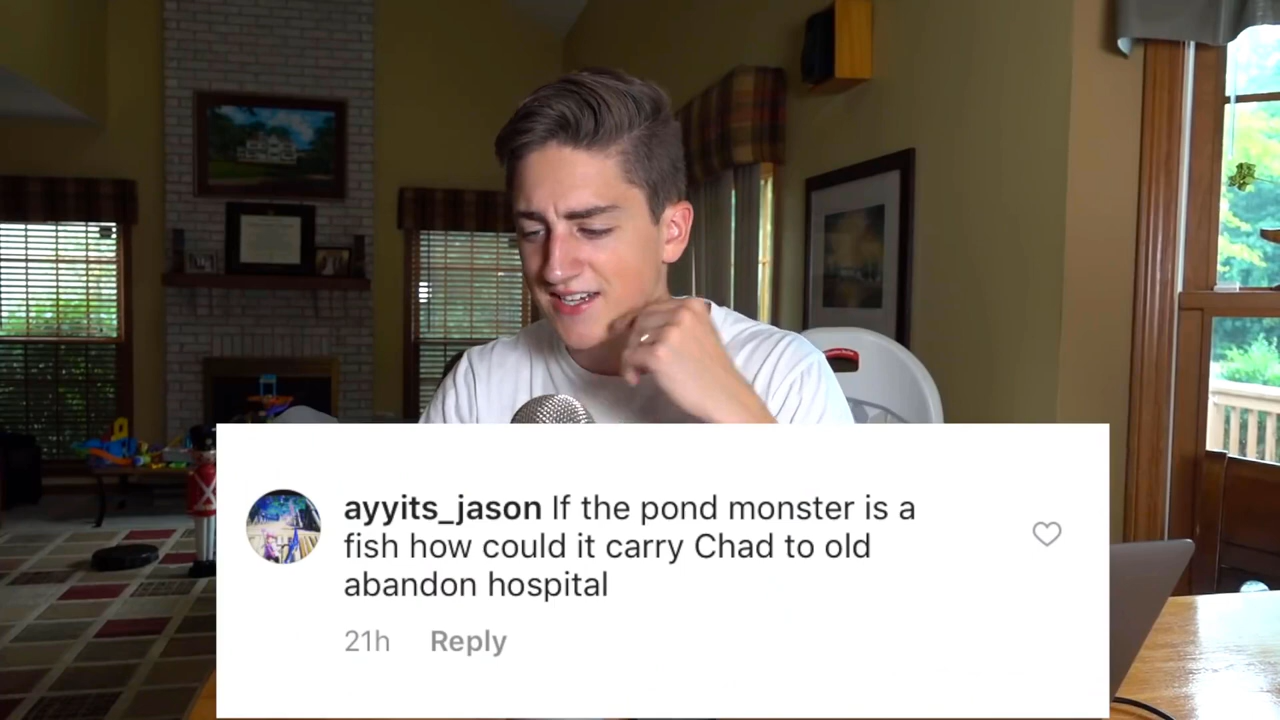 ayyits_jason If the pond monster is a
fish how could it carry Chad to old
abandon hospital
21h Reply